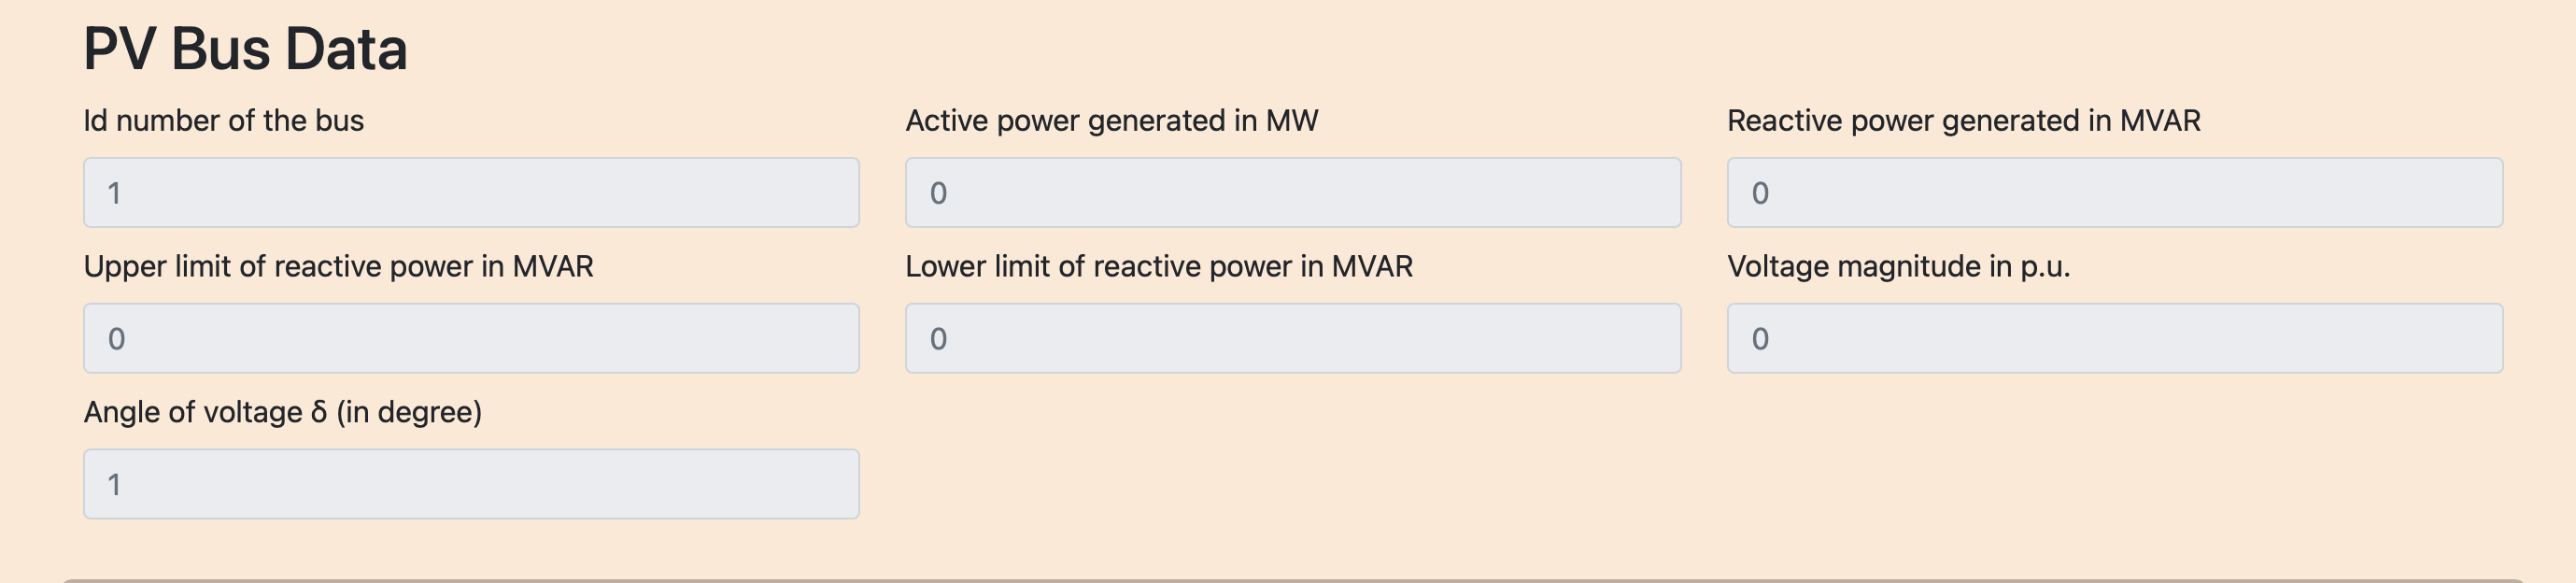 PV Bus Data
Id number of the bus
Active power generated in MW
Reactive power generated in MVAR
1
0
0
Upper limit of reactive power in MVAR
Lower limit of reactive power in MVAR
Voltage magnitude in p.u.
0
0
0
Angle of voltage δ (in degree)
1